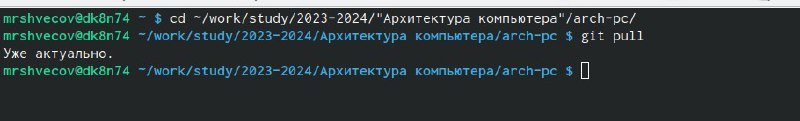 mrshvecov@dk8n74 ~ $ cd ~/work/study/2023-2024/"Архитектура компьютера"/arch-pc/
mrshvecov@dk8n74 ~/work/study/2023-2024/Архитектура компьютера/arch-pc $ git pull
Уже актуально.
mrshvecov@dk8n74 ~/work/study/2023-2024/Архитектура компьютера/arch-pc $